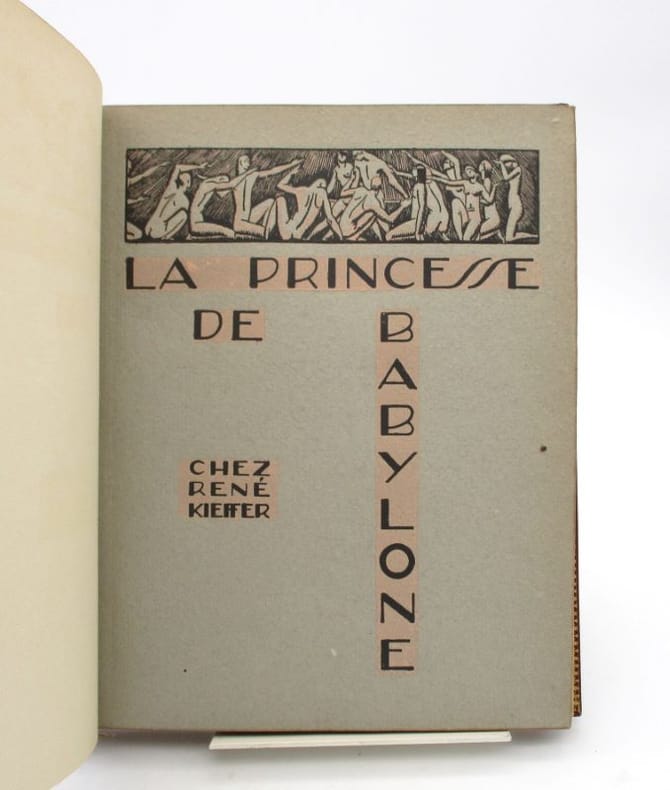 LA PRINCESSE
DE BABYLONE
CHEZ
RENÉ
KIEFFER